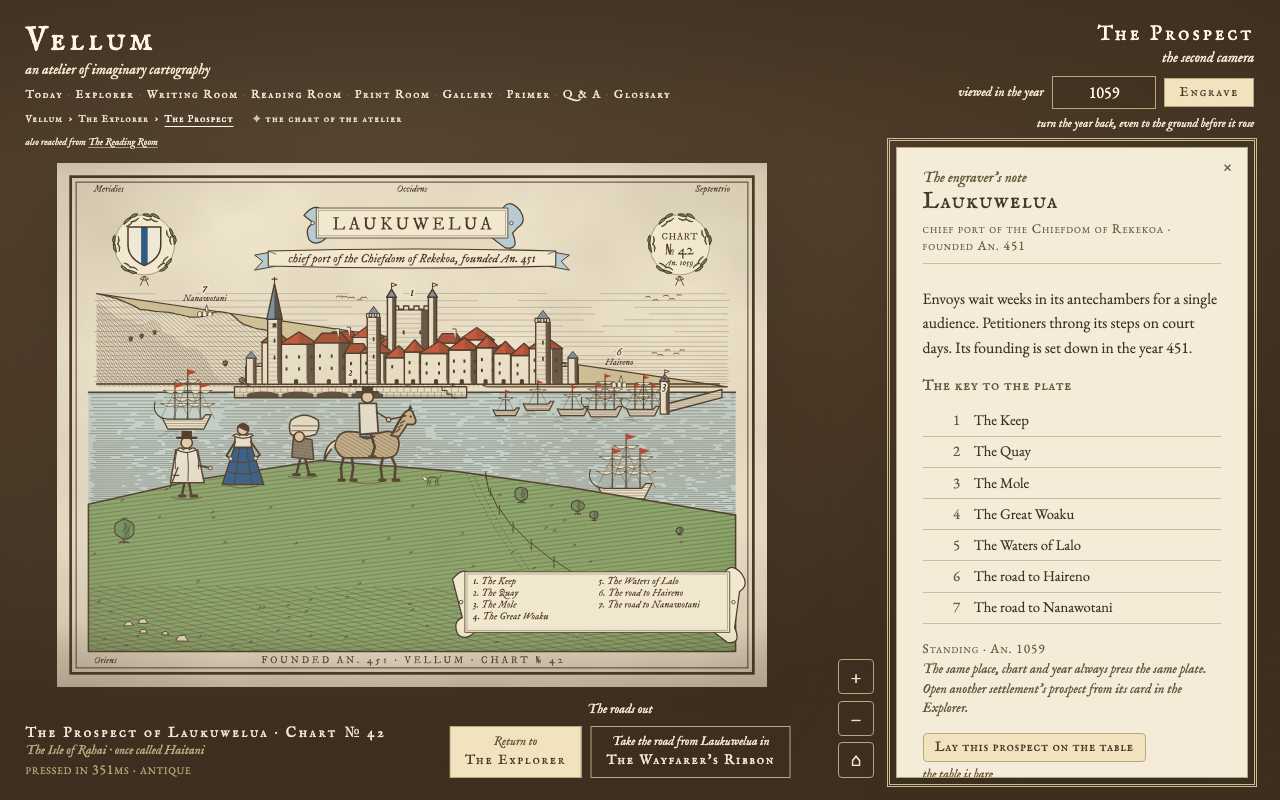 Vellum
an atelier of imaginary cartography
Today · Explorer · Writing Room · Reading Room · Print Room · Gallery · Primer · Q & A · Glossary
Vellum › The Explorer › The Prospect ✦ the chart of the atelier
also reached from The Reading Room
The Prospect
the second camera
viewed in the year 1059 Engrave
turn the year back, even to the ground before it rose
Meridies Occidens Septentrio
LAUKUWELUA
chief port of the Chiefdom of Rekekoa, founded An. 451
CHART
№ 42
An. 1059
7
Nanawotani
1
2
6
Haireno
3
1. The Keep
2. The Quay
3. The Mole
4. The Great Woaku
5. The Waters of Lalo
6. The road to Haireno
7. The road to Nanawotani
Oriens
FOUNDED AN. 451 · VELLUM · CHART № 42
The roads out
The Prospect of Laukuwelua · Chart № 42
The Isle of Rahai · once called Haitani
PRESSED IN 351MS · ANTIQUE
Return to
The Explorer
Take the road from Laukuwelua in
The Wayfarer's Ribbon
+
−
×
The engraver's note
Laukuwelua
chief port of the Chiefdom of Rekekoa ·
founded An. 451
Envoys wait weeks in its antechambers for a single
audience. Petitioners throng its steps on court
days. Its founding is set down in the year 451.
The key to the plate
1 The Keep
2 The Quay
3 The Mole
4 The Great Woaku
5 The Waters of Lalo
6 The road to Haireno
7 The road to Nanawotani
Standing · An. 1059
The same place, chart and year always press the same plate.
Open another settlement's prospect from its card in the
Explorer.
Lay this prospect on the table
the table is bare